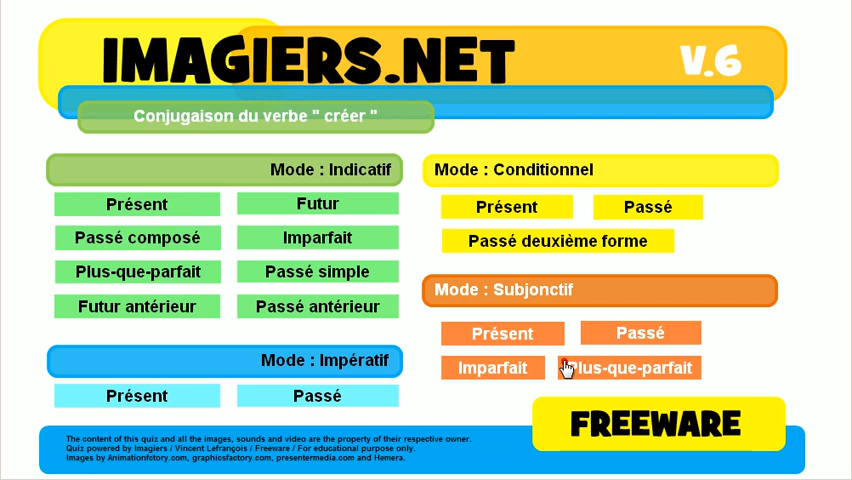 IMAGIERS.NET
V.6
Conjugaison du verbe " créer "
Mode : Indicatif
Présent
Futur
Passé composé
Imparfait
Plus-que-parfait
Passé simple
Futur antérieur
Passé antérieur
Mode : Impératif
Présent
Passé
Mode : Conditionnel
Présent
Passé
Passé deuxième forme
Mode : Subjonctif
Présent
Passé
Imparfait
Plus-que-parfait
FREEWARE
The content of this quiz and all the images, sounds and video are the property of their respective owner.
Quiz powered by Imagiers / Vincent Lefrançois / Freeware / For educational purpose only.
Images by Animationfctory.com, graphicsfactory.com, presentermedia.com and Hemera.